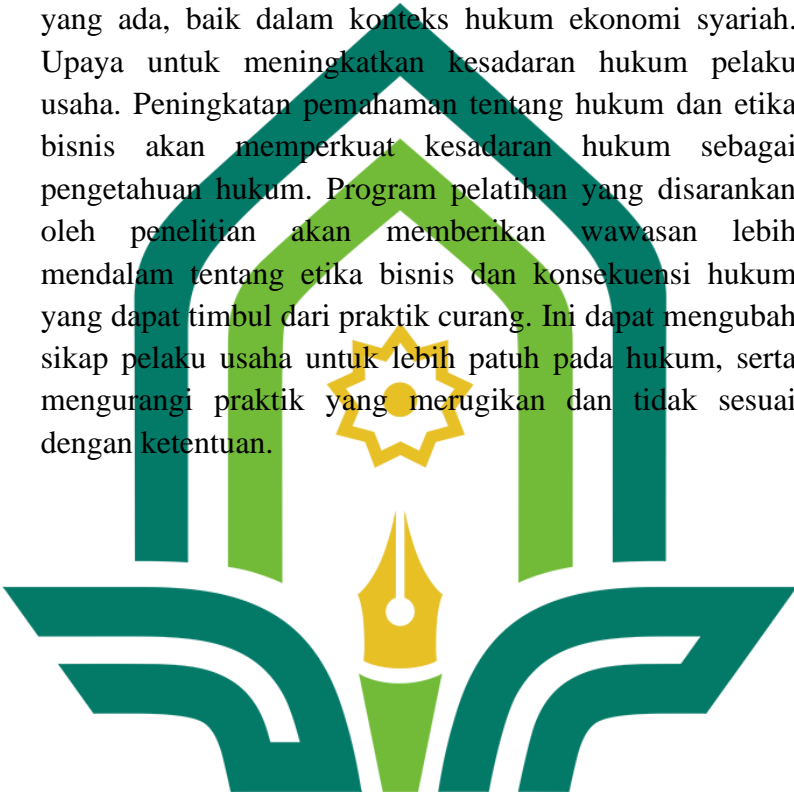 yang ada, baik dalam konteks hukum ekonomi syariah.
Upaya untuk meningkatkan kesadaran hukum pelaku
usaha. Peningkatan pemahaman tentang hukum dan etika
bisnis akan memperkuat kesadaran hukum sebagai
pengetahuan hukum. Program pelatihan yang disarankan
oleh penelitian akan memberikan wawasan lebih
mendalam tentang etika bisnis dan konsekuensi hukum
yang dapat timbul dari praktik curang. Ini dapat mengubah
sikap pelaku usaha untuk lebih patuh pada hukum, serta
mengurangi praktik yang merugikan dan tidak sesuai
dengan ketentuan.